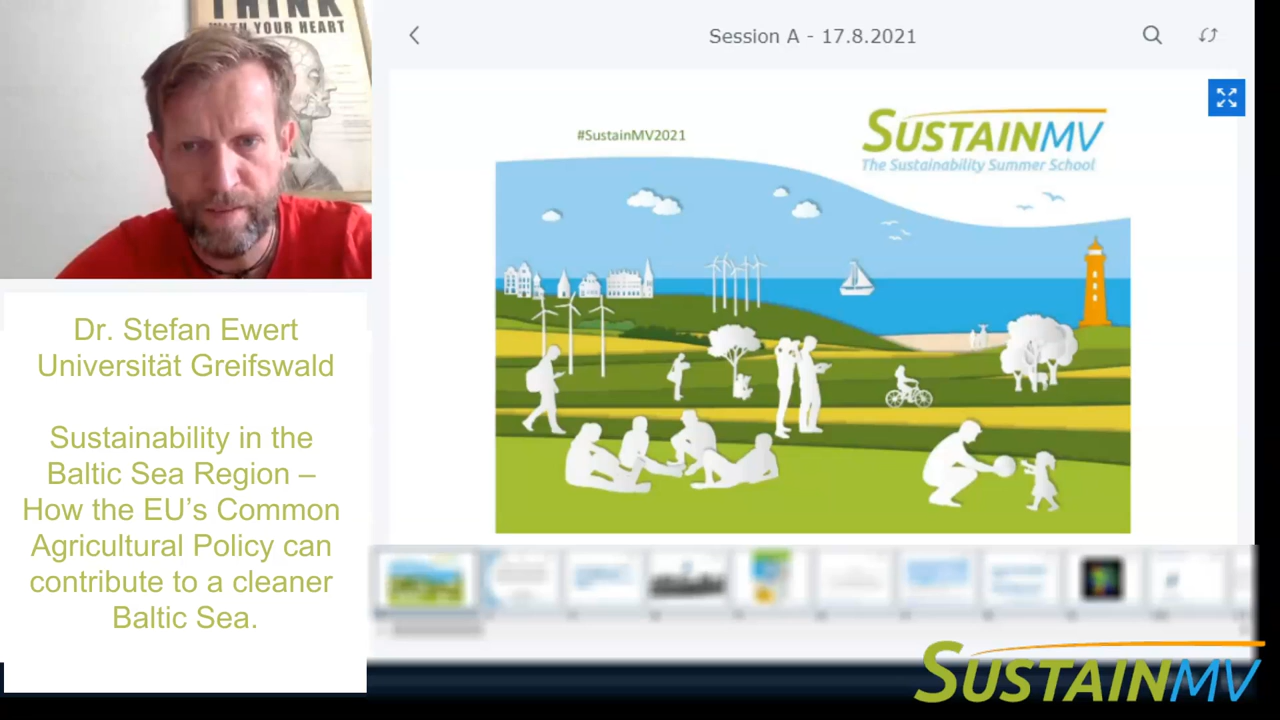 THINK
WITH YOUR HEART
Session A - 17.8.2021
#SustainMV2021
SUSTAINMV
The Sustainability Summer School
Dr. Stefan Ewert
Universität Greifswald
Sustainability in the
Baltic Sea Region –
How the EU’s Common
Agricultural Policy can
contribute to a cleaner
Baltic Sea.
SUSTAINMV